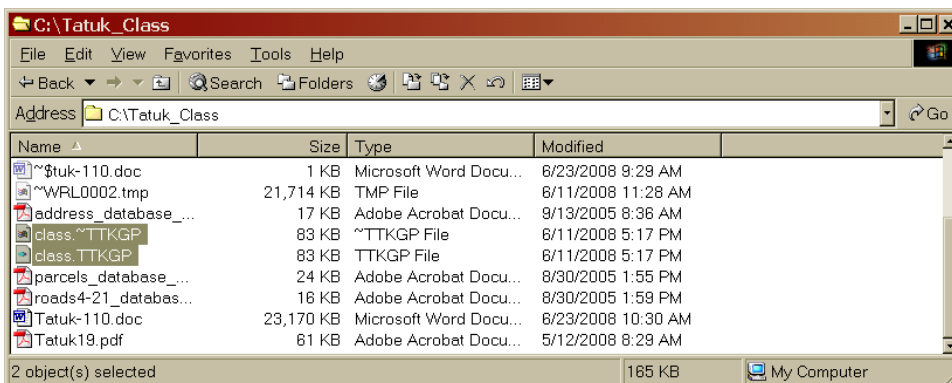 C:\Tatuk_Class
File Edit View Favorites Tools Help
Back Search Folders
Address C:\Tatuk_Class Go
Name Size Type Modified
~$tuk-110.doc 1 KB Microsoft Word Docu... 6/23/2008 9:29 AM
~WRL0002.tmp 21,714 KB TMP File 6/11/2008 11:28 AM
address_database_... 17 KB Adobe Acrobat Docu... 9/13/2005 8:36 AM
class.~TTKGP 83 KB ~TTKGP File 6/11/2008 5:17 PM
class.TTKGP 83 KB TTKGP File 6/11/2008 5:17 PM
parcels_database_... 24 KB Adobe Acrobat Docu... 8/30/2005 1:55 PM
roads4-21_databas... 16 KB Adobe Acrobat Docu... 8/30/2005 1:59 PM
Tatuk-110.doc 23,170 KB Microsoft Word Docu... 6/23/2008 10:30 AM
Tatuk19.pdf 61 KB Adobe Acrobat Docu... 5/12/2008 8:29 AM
2 object(s) selected 165 KB My Computer